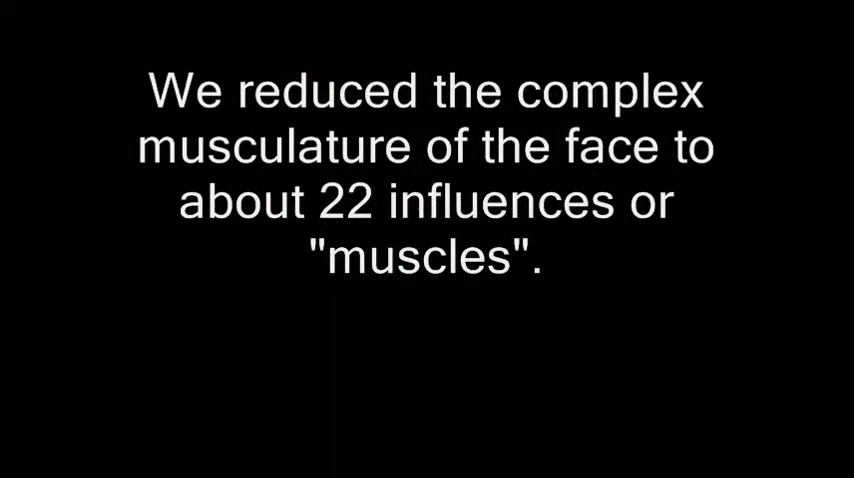 We reduced the complex
musculature of the face to
about 22 influences or
"muscles".